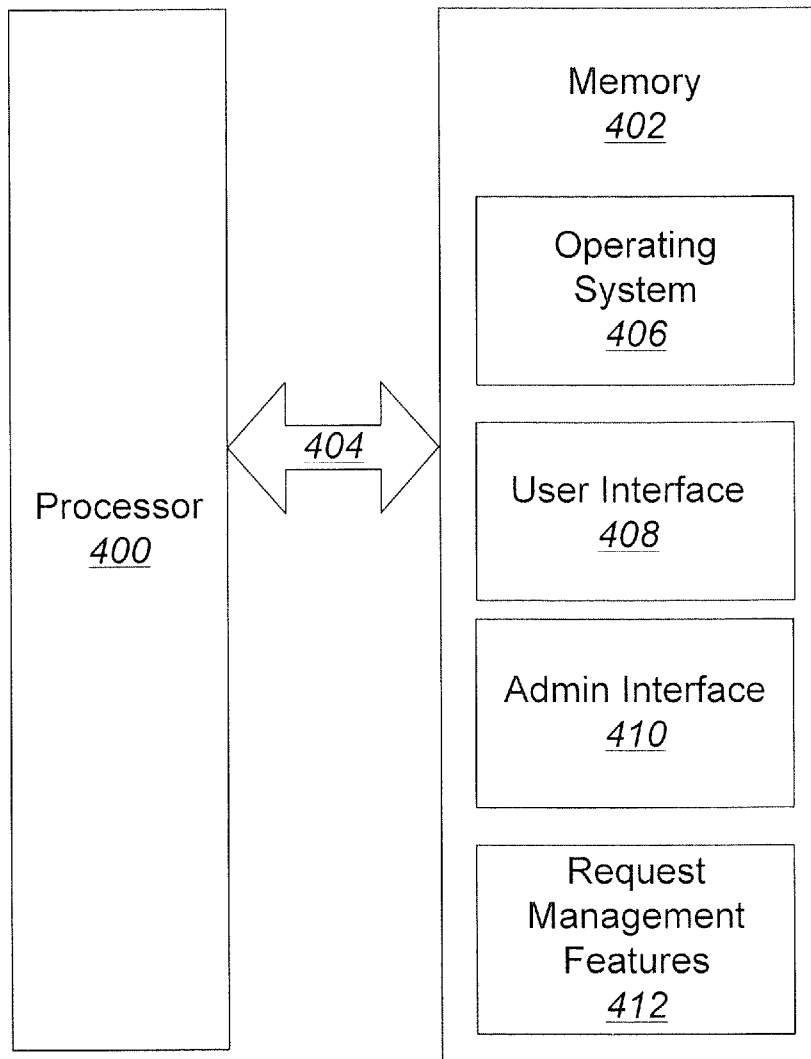 Processor
400
404
Memory
402
Operating
System
406
User Interface
408
Admin Interface
410
Request
Management
Features
412